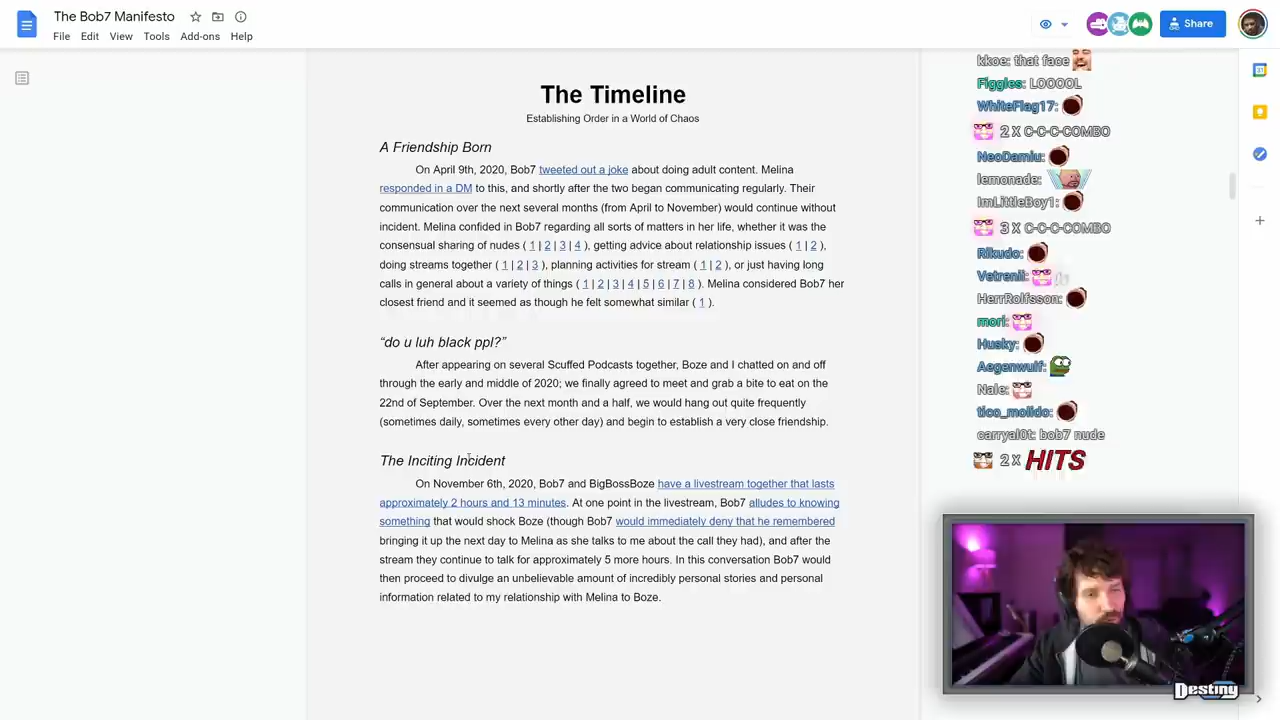 The Bob7 Manifesto
File Edit View Tools Add-ons Help
Share
The Timeline
Establishing Order in a World of Chaos
A Friendship Born
On April 9th, 2020, Bob7 tweeted out a joke about doing adult content. Melina
responded in a DM to this, and shortly after the two began communicating regularly. Their
communication over the next several months (from April to November) would continue without
incident. Melina confided in Bob7 regarding all sorts of matters in her life, whether it was the
consensual sharing of nudes ( 1 | 2 | 3 | 4 ), getting advice about relationship issues ( 1 | 2 ),
doing streams together ( 1 | 2 | 3 ), planning activities for stream ( 1 | 2 ), or just having long
calls in general about a variety of things ( 1 | 2 | 3 | 4 | 5 | 6 | 7 | 8 ). Melina considered Bob7 her
closest friend and it seemed as though he felt somewhat similar ( 1 ).
“do u luh black ppl?”
After appearing on several Scuffed Podcasts together, Boze and I chatted on and off
through the early and middle of 2020; we finally agreed to meet and grab a bite to eat on the
22nd of September. Over the next month and a half, we would hang out quite frequently
(sometimes daily, sometimes every other day) and begin to establish a very close friendship.
The Inciting Incident
On November 6th, 2020, Bob7 and BigBossBoze have a livestream together that lasts
approximately 2 hours and 13 minutes. At one point in the livestream, Bob7 alludes to knowing
something that would shock Boze (though Bob7 would immediately deny that he remembered
bringing it up the next day to Melina as she talks to me about the call they had), and after the
stream they continue to talk for approximately 5 more hours. In this conversation Bob7 would
then proceed to divulge an unbelievable amount of incredibly personal stories and personal
information related to my relationship with Melina to Boze.
kkoe: that face
Figgles: LOOOOL
WhiteFlag17:
2 X C-C-C-COMBO
NeoDamiu:
lemonade:
ImLittleBoy1:
3 X C-C-C-COMBO
Rikudo:
Vetrenii:
HerrRolfsson:
mori:
Husky:
Aegenwulf:
Nale:
tico_molido:
carryal0t: bob7 nude
2 X HITS
Destiny